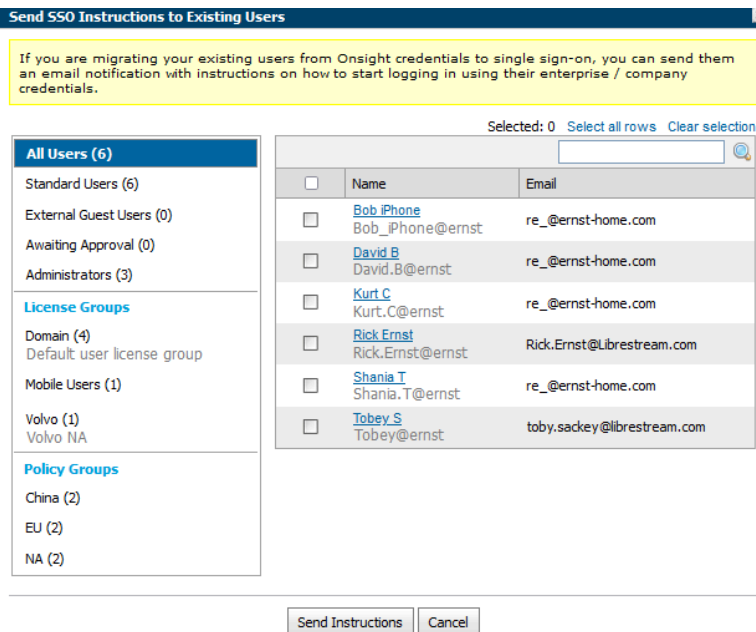 Send SSO Instructions to Existing Users
If you are migrating your existing users from Onsight credentials to single sign-on, you can send them
an email notification with instructions on how to start logging in using their enterprise / company
credentials.
Selected: 0 Select all rows Clear selection
All Users (6)
Standard Users (6)
External Guest Users (0)
Awaiting Approval (0)
Administrators (3)
License Groups
Domain (4)
Default user license group
Mobile Users (1)
Volvo (1)
Volvo NA
Policy Groups
China (2)
EU (2)
NA (2)
Name Email
Bob iPhone
Bob_iPhone@ernst re_@ernst-home.com
David B
David.B@ernst re_@ernst-home.com
Kurt C
Kurt.C@ernst re_@ernst-home.com
Rick Ernst
Rick.Ernst@ernst Rick.Ernst@Librestream.com
Shania T
Shania.T@ernst re_@ernst-home.com
Tobey S
Tobey@ernst toby.sackey@librestream.com
Send Instructions Cancel